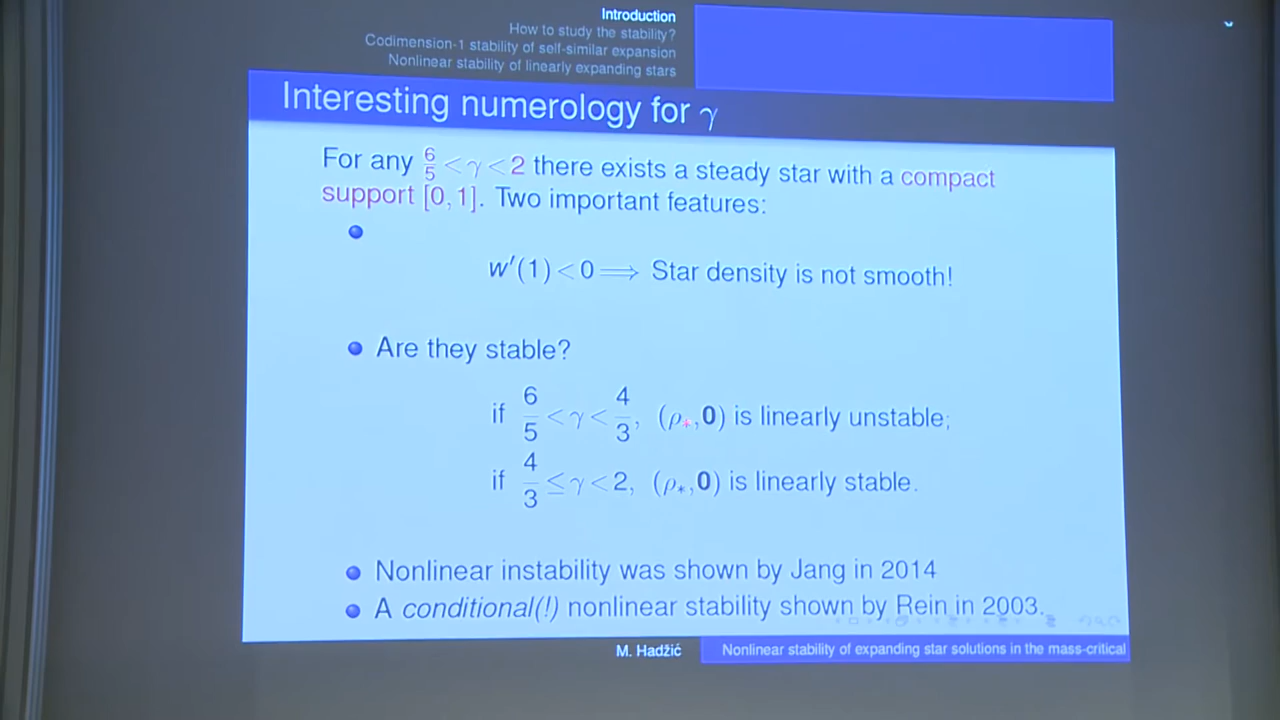 Introduction
How to study the stability?
Codimension-1 stability of self-similar expansion
Nonlinear stability of linearly expanding stars
Interesting numerology for γ
For any 6/5 < γ < 2 there exists a steady star with a compact
support [0, 1]. Two important features:
w′(1) < 0 ⟹ Star density is not smooth!
Are they stable?
if 6/5 < γ < 4/3, (ρ*, 0) is linearly unstable;
if 4/3 ≤ γ < 2, (ρ*, 0) is linearly stable.
Nonlinear instability was shown by Jang in 2014
A conditional(!) nonlinear stability shown by Rein in 2003.
M. Hadžić
Nonlinear stability of expanding star solutions in the mass-critical